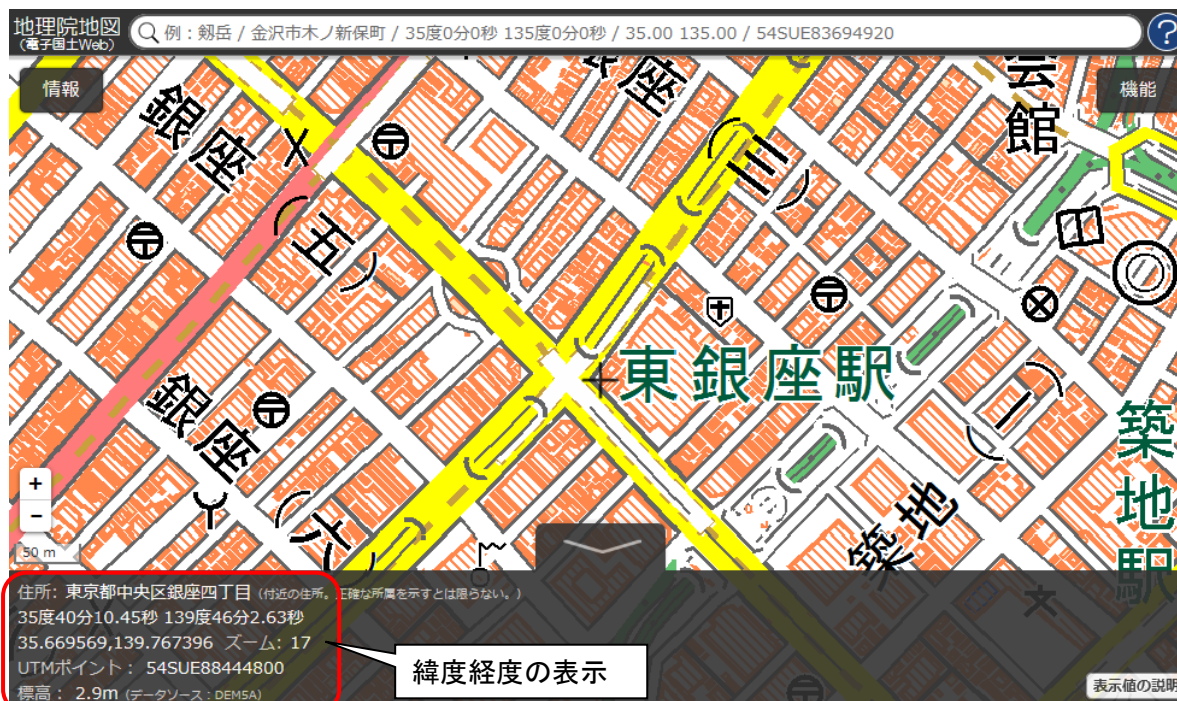 地理院地図
(電子国土Web)
例：剱岳 / 金沢市木ノ新保町 / 35度0分0秒 135度0分0秒 / 35.00 135.00 / 54SUE83694920
?
情報
機能
銀座
座
会館
(五)
(三)
東銀座駅
銀座
(六)
(一)
築地
築地駅
+
-
50 m
住所: 東京都中央区銀座四丁目 (付近の住所。正確な所属を示すとは限らない。)
35度40分10.45秒 139度46分2.63秒
35.669569,139.767396 ズーム: 17
UTMポイント： 54SUE88444800
標高： 2.9m (データソース：DEM5A)
緯度経度の表示
表示値の説明